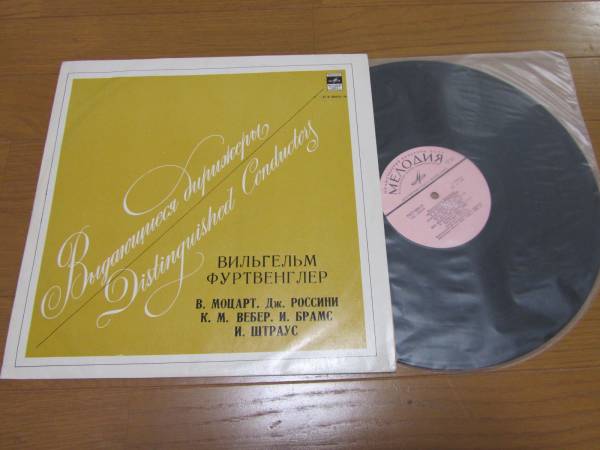 Выдающиеся дирижеры
Distinguished Conductors
ВИЛЬГЕЛЬМ
ФУРТВЕНГЛЕР
В. МОЦАРТ. Дж. РОССИНИ
К. М. ВЕБЕР. И. БРАМС
И. ШТРАУС
МЕЛОДИЯ